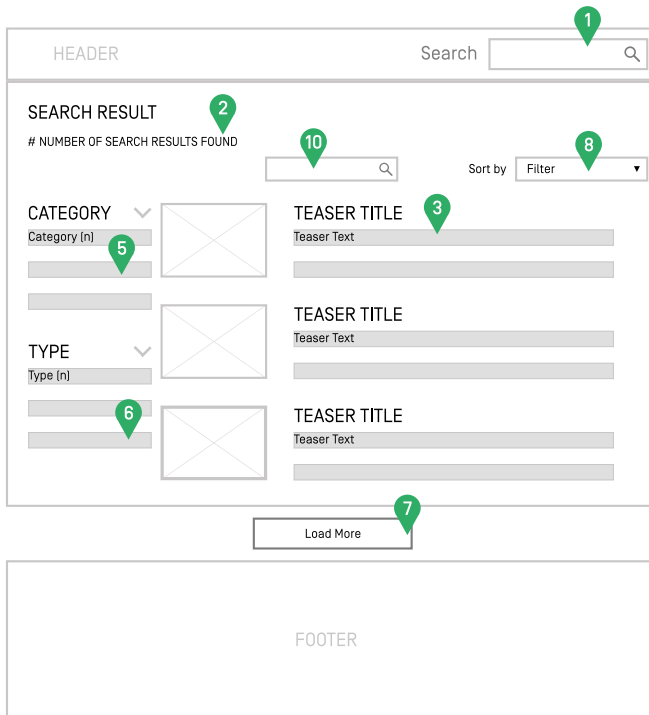 1
HEADER
Search
SEARCH RESULT
2
# NUMBER OF SEARCH RESULTS FOUND
10
8
Sort by
Filter
CATEGORY
Category (n)
5
TEASER TITLE
3
Teaser Text
TEASER TITLE
Teaser Text
TYPE
Type (n)
6
TEASER TITLE
Teaser Text
7
Load More
FOOTER